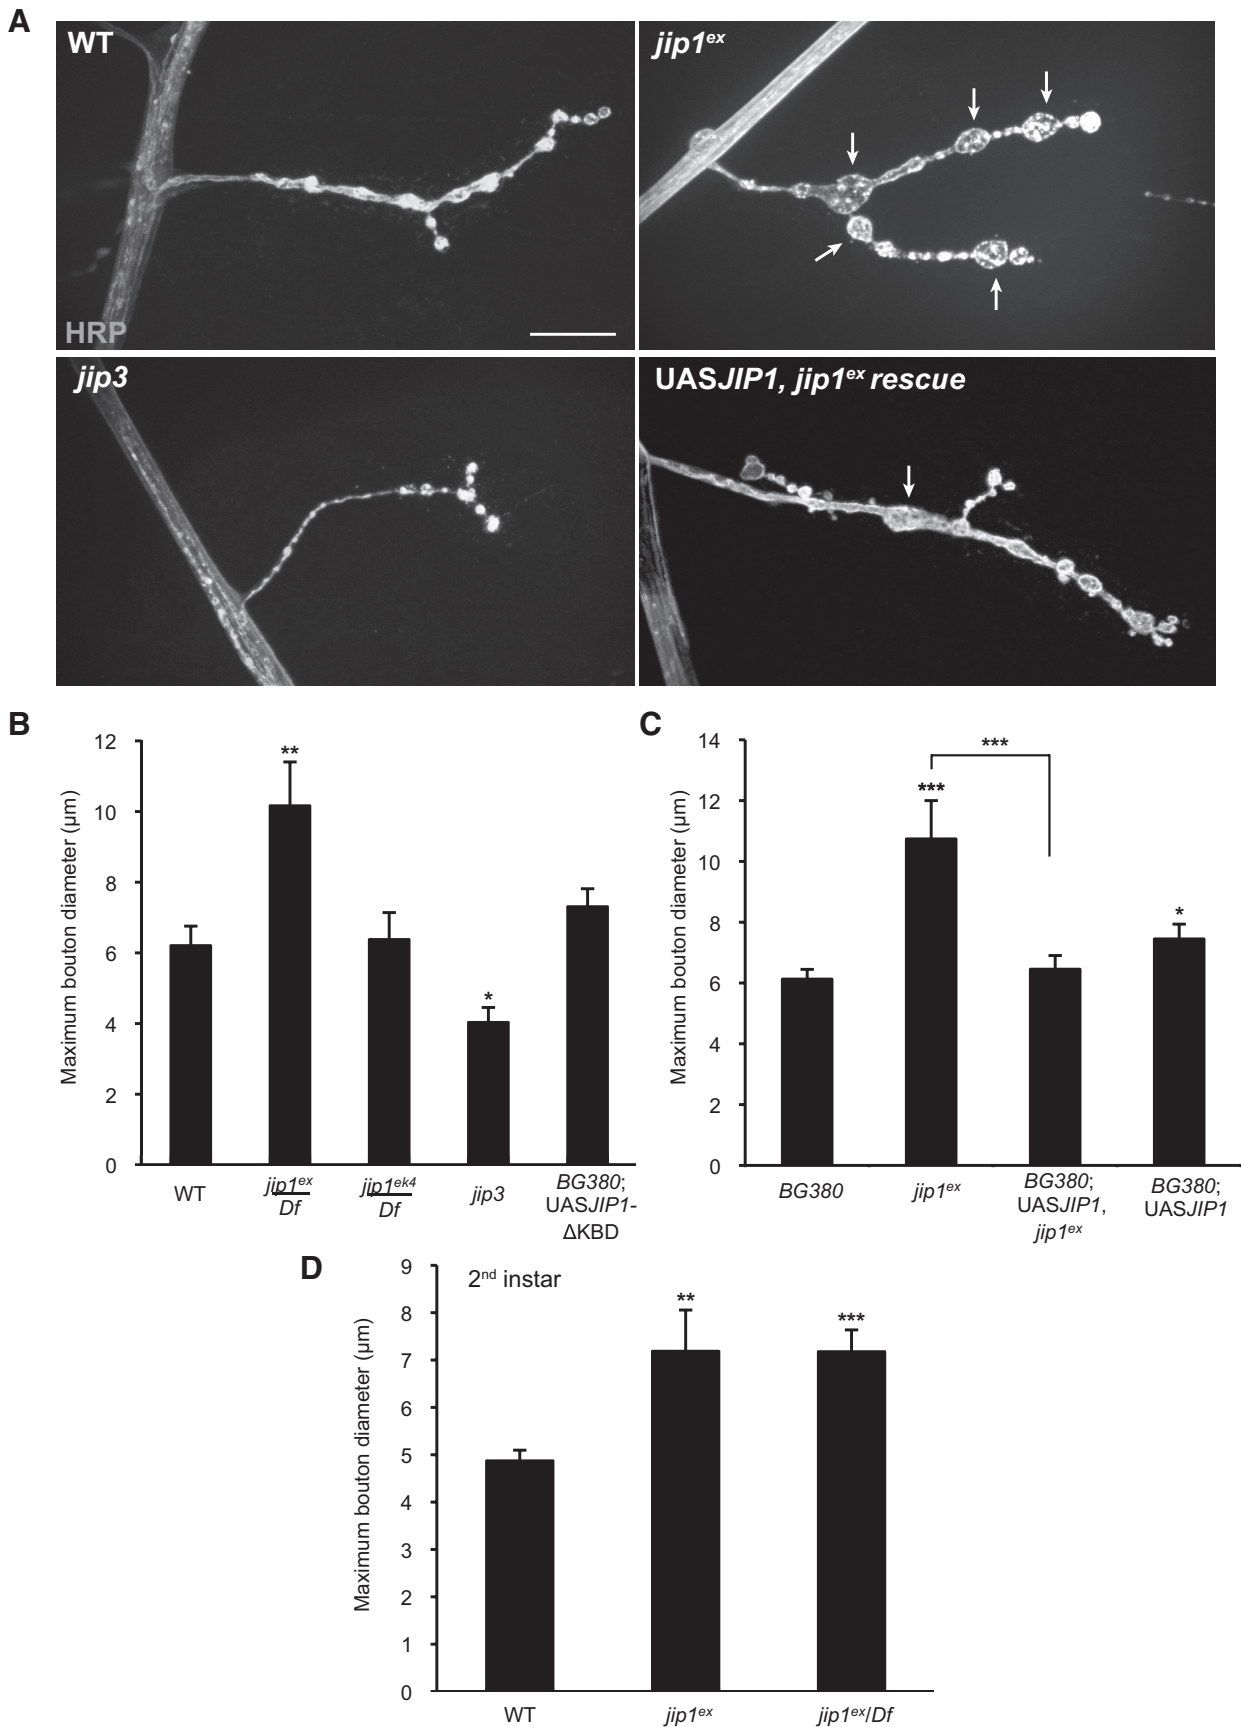 A
WT
HRP
jip1ex
jip3
UASJIP1, jip1ex rescue
B
Maximum bouton diameter (μm)
12
10
8
6
4
2
0
**
*
WT
jip1ex
Df
jip1ek4
Df
jip3
BG380;
UASJIP1-
ΔKBD
C
Maximum bouton diameter (μm)
14
12
10
8
6
4
2
0
***
***
*
BG380
jip1ex
BG380;
UASJIP1,
jip1ex
BG380;
UASJIP1
D
2nd instar
Maximum bouton diameter (μm)
9
8
7
6
5
4
3
2
1
0
**
***
WT
jip1ex
jip1ex/Df